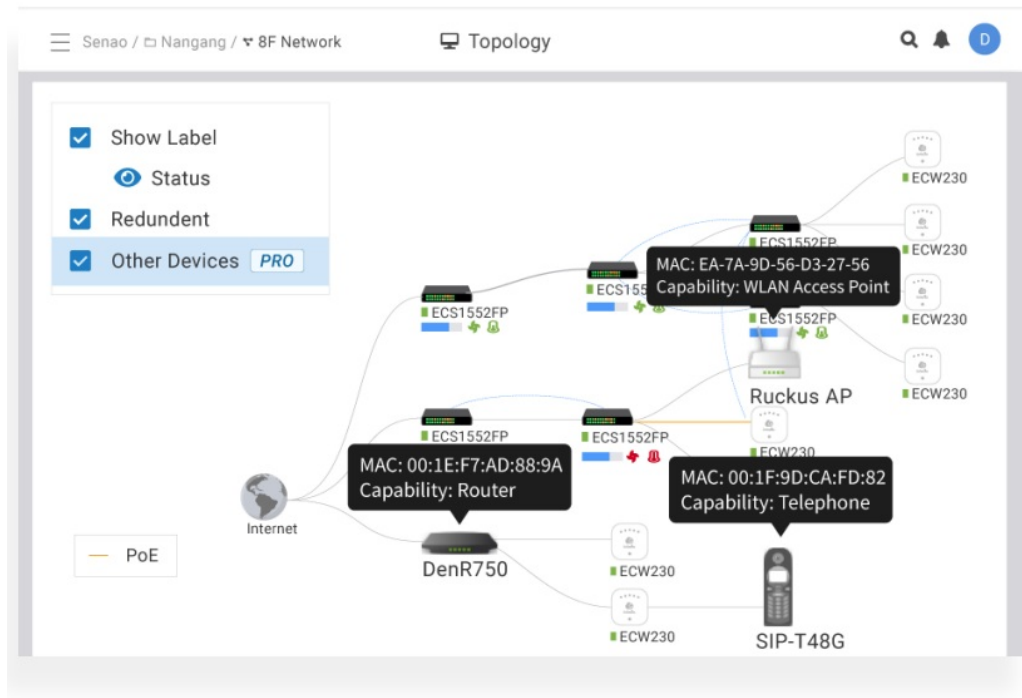 Senao / Nangang / 8F Network
Topology
D
Show Label
Status
Redundent
Other Devices PRO
ECW230
ECS1552FP
ECW230
MAC: EA-7A-9D-56-D3-27-56
Capability: WLAN Access Point
ECS155
ECS1552FP
ECS1552FP
ECW230
Ruckus AP
ECW230
ECS1552FP
ECS1552FP
ECW230
MAC: 00:1E:F7:AD:88:9A
Capability: Router
MAC: 00:1F:9D:CA:FD:82
Capability: Telephone
Internet
PoE
DenR750
ECW230
ECW230
SIP-T48G